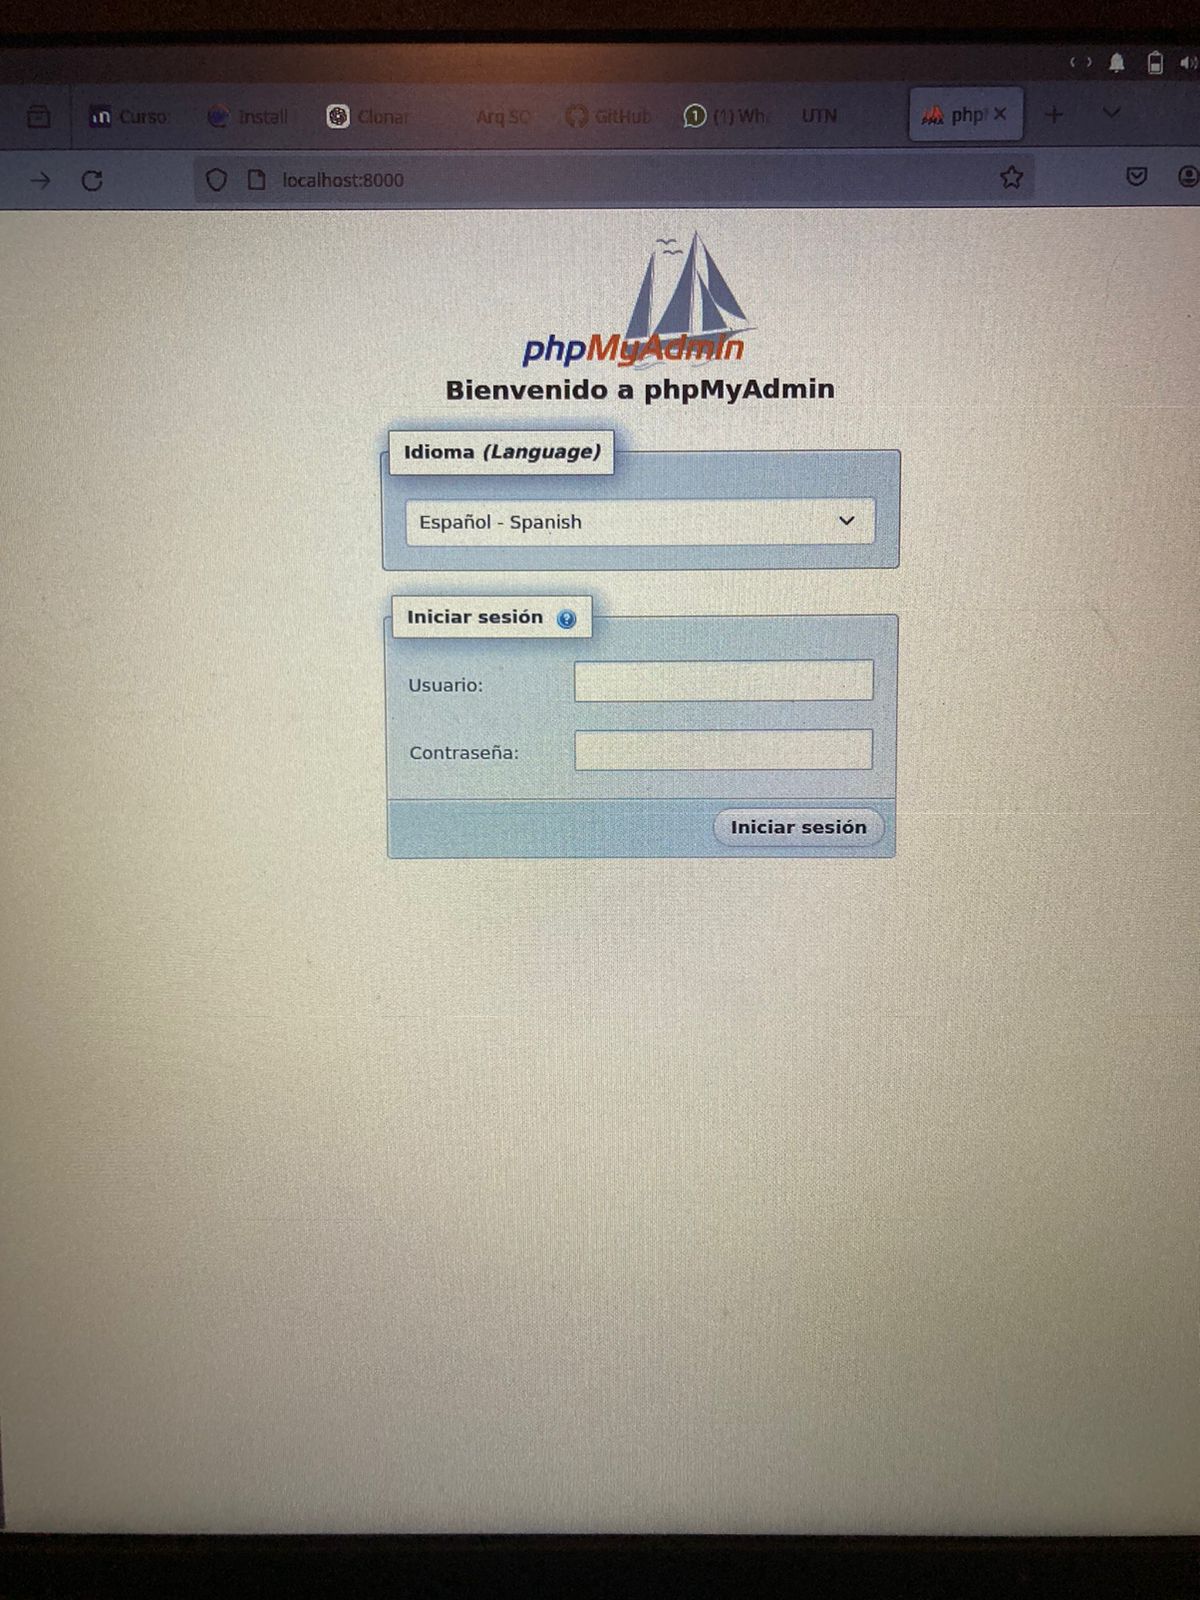 Curso:
Install
Clonar
Arq SO
GitHub
(1) Wh
UTN
php
localhost:8000
phpMyAdmin
Bienvenido a phpMyAdmin
Idioma (Language)
Español - Spanish
Iniciar sesión
Usuario:
Contraseña:
Iniciar sesión